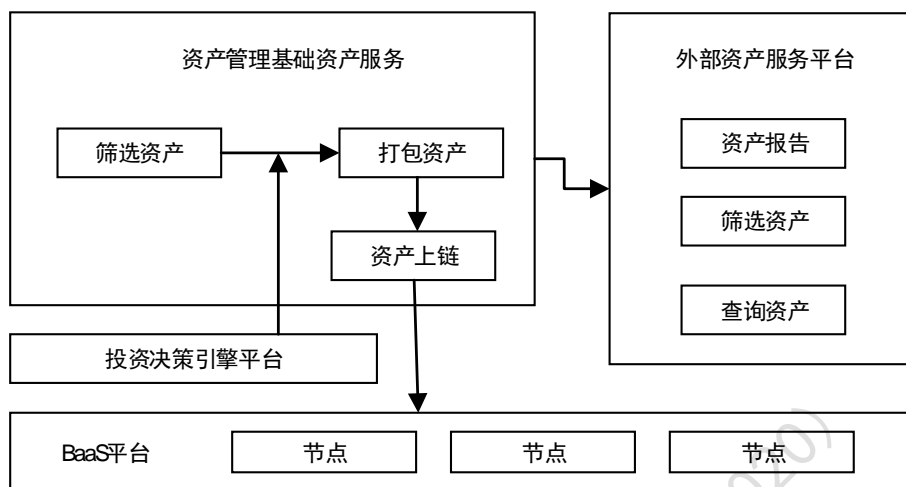 资产管理基础资产服务
外部资产服务平台
筛选资产
打包资产
资产上链
资产报告
筛选资产
查询资产
投资决策引擎平台
BaaS平台
节点
节点
节点
020)